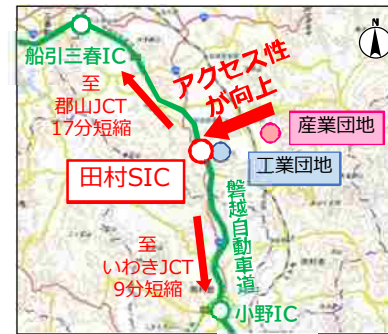 船引三春IC
N
至
郡山JCT
17分短縮
アクセス性
が向上
産業団地
工業団地
田村SIC
磐越自動車道
至
いわきJCT
9分短縮
小野IC